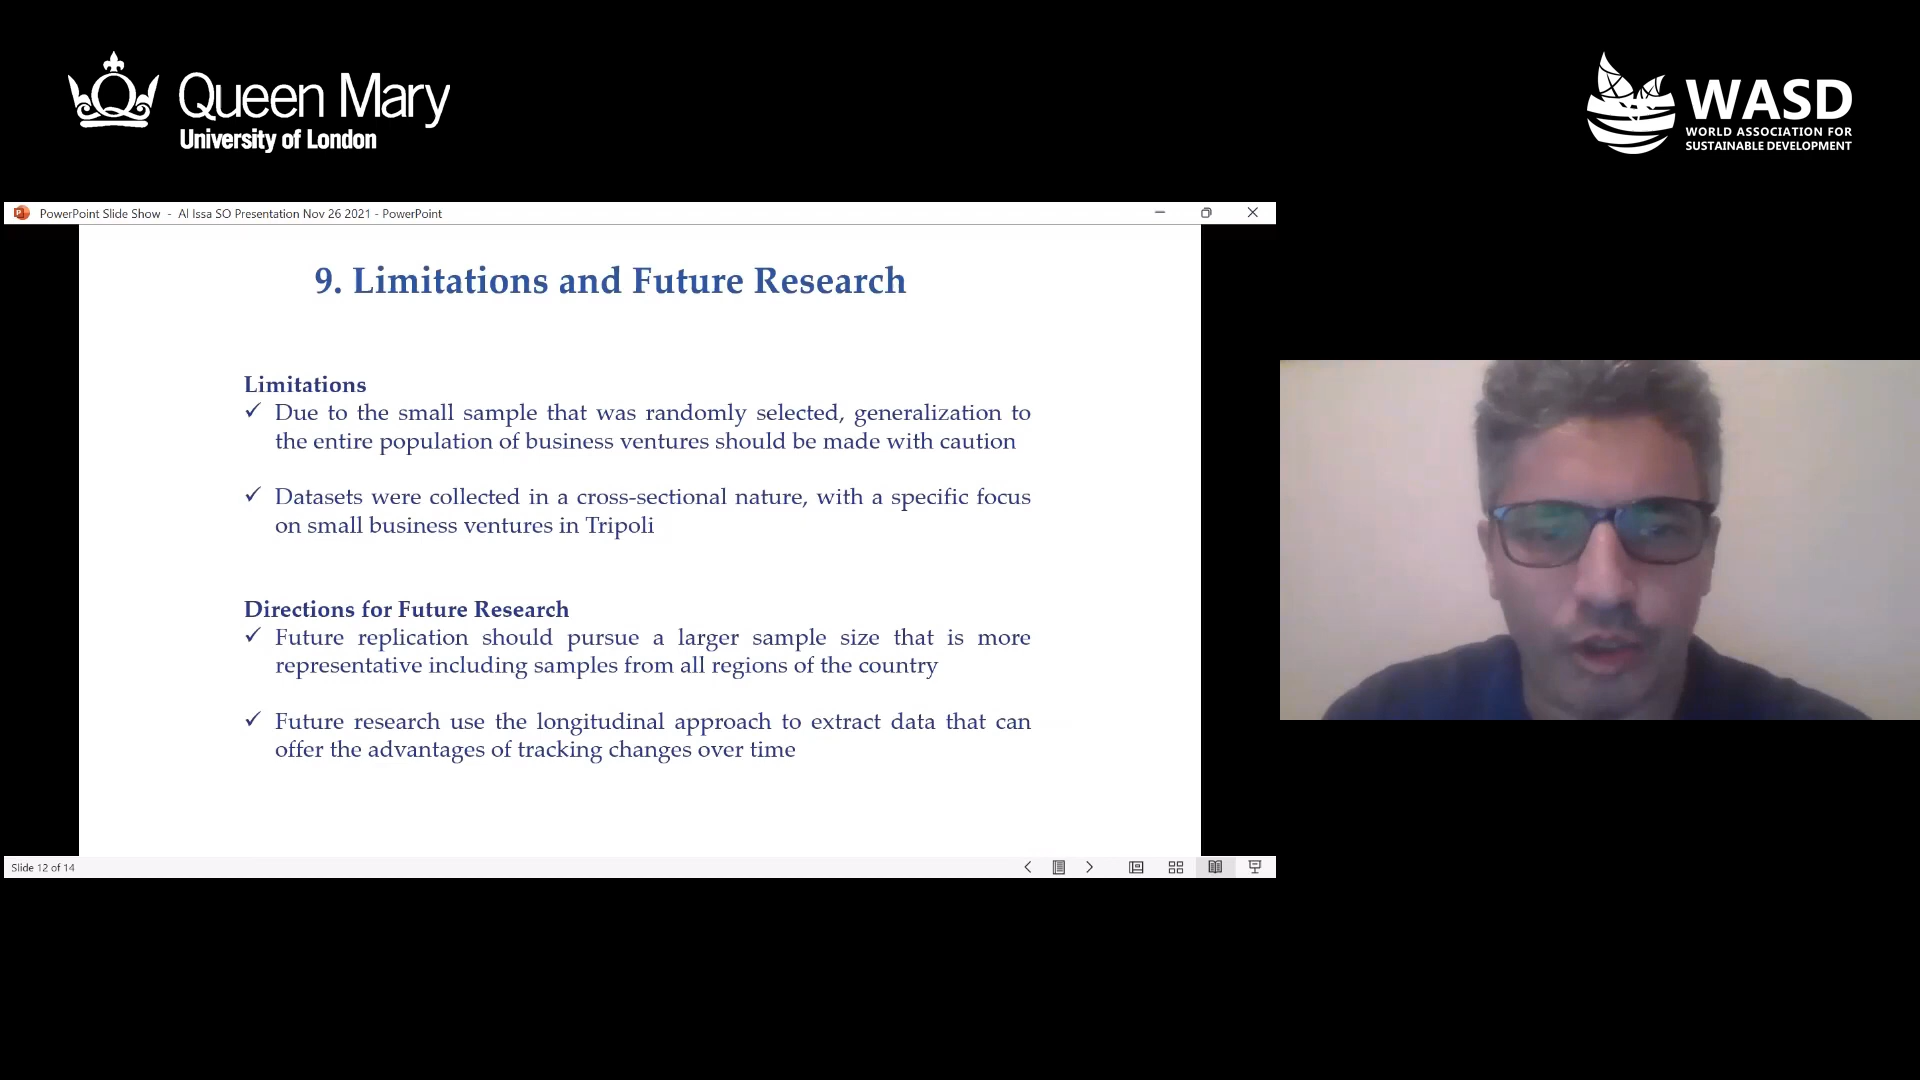 Queen Mary
University of London
WASD
WORLD ASSOCIATION FOR
SUSTAINABLE DEVELOPMENT
PowerPoint Slide Show - Al Issa SO Presentation Nov 26 2021 - PowerPoint
9. Limitations and Future Research
Limitations
✓ Due to the small sample that was randomly selected, generalization to
the entire population of business ventures should be made with caution
✓ Datasets were collected in a cross-sectional nature, with a specific focus
on small business ventures in Tripoli
Directions for Future Research
✓ Future replication should pursue a larger sample size that is more
representative including samples from all regions of the country
✓ Future research use the longitudinal approach to extract data that can
offer the advantages of tracking changes over time
Slide 12 of 14